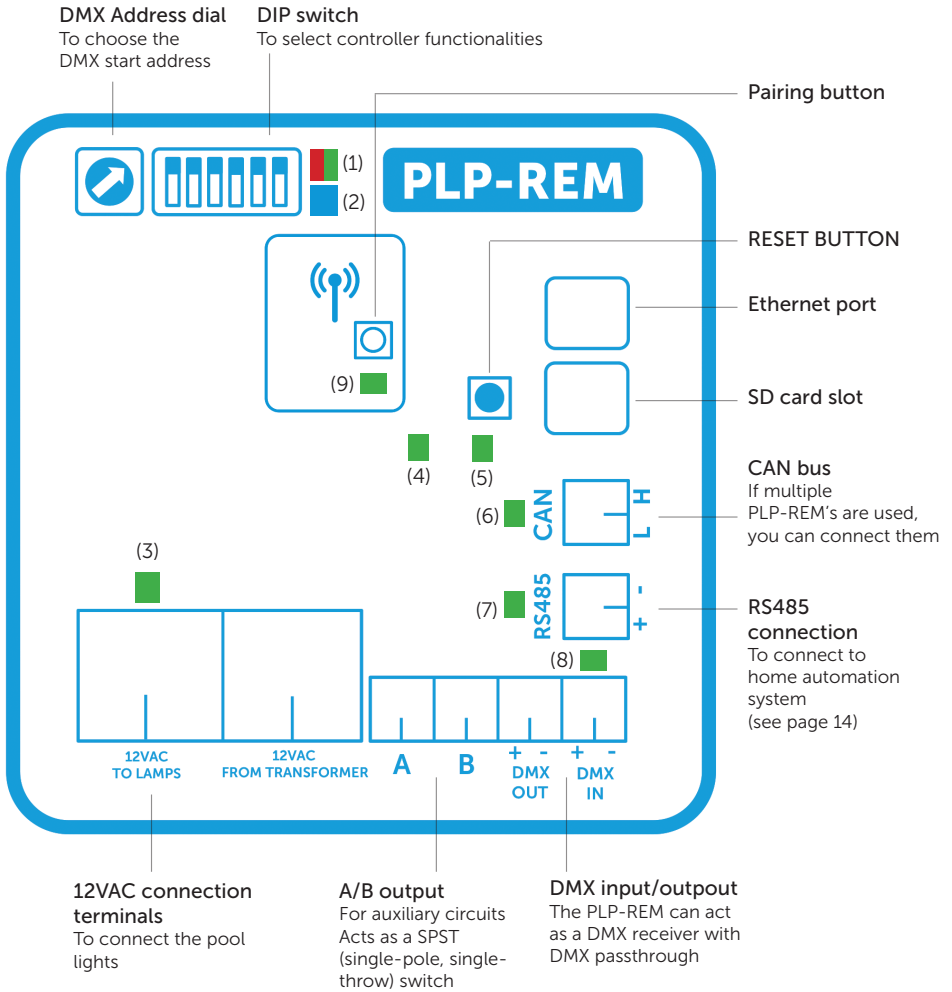 DMX Address dial
To choose the
DMX start address
DIP switch
To select controller functionalities
Pairing button
(1)
(2)
PLP-REM
RESET BUTTON
Ethernet port
(9)
SD card slot
(4)
(5)
CAN bus
If multiple
PLP-REM's are used,
you can connect them
(6)
CAN
H
L
(3)
(7)
RS485
-
+
RS485
connection
To connect to
home automation
system
(see page 14)
(8)
12VAC
TO LAMPS
12VAC
FROM TRANSFORMER
A
B
+ -
DMX
OUT
+ -
DMX
IN
12VAC connection
terminals
To connect the pool
lights
A/B output
For auxiliary circuits
Acts as a SPST
(single-pole, single-
throw) switch
DMX input/outpout
The PLP-REM can act
as a DMX receiver with
DMX passthrough